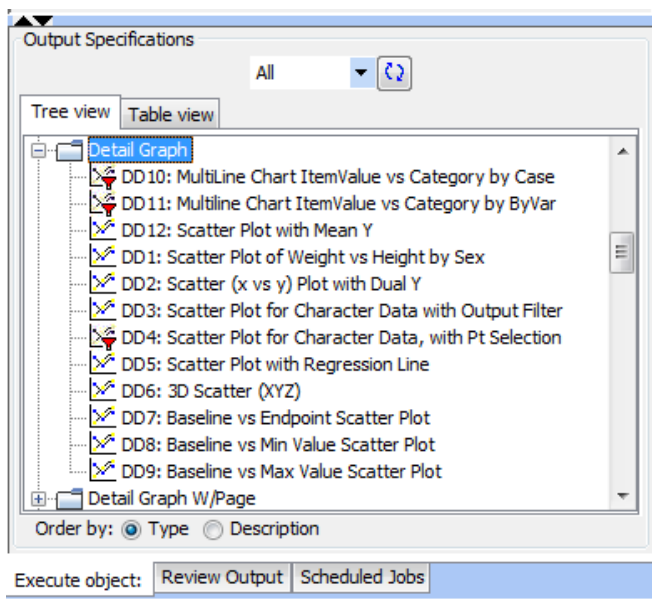 Output Specifications
All
Tree view Table view
Detail Graph
DD10: MultiLine Chart ItemValue vs Category by Case
DD11: Multiline Chart ItemValue vs Category by ByVar
DD12: Scatter Plot with Mean Y
DD1: Scatter Plot of Weight vs Height by Sex
DD2: Scatter (x vs y) Plot with Dual Y
DD3: Scatter Plot for Character Data with Output Filter
DD4: Scatter Plot for Character Data, with Pt Selection
DD5: Scatter Plot with Regression Line
DD6: 3D Scatter (XYZ)
DD7: Baseline vs Endpoint Scatter Plot
DD8: Baseline vs Min Value Scatter Plot
DD9: Baseline vs Max Value Scatter Plot
Detail Graph W/Page
Order by: Type Description
Execute object: Review Output Scheduled Jobs